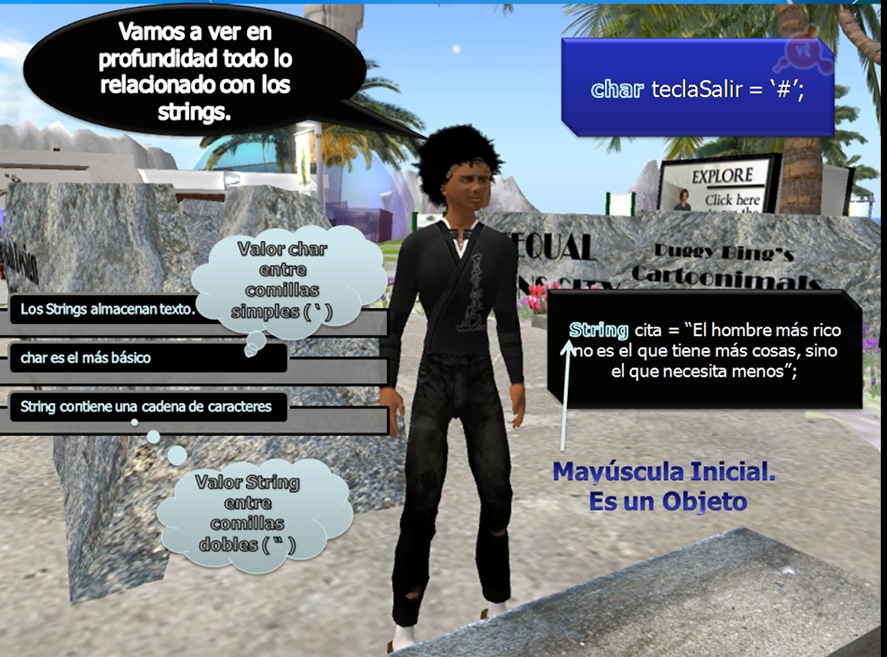 Vamos a ver en
profundidad todo lo
relacionado con los
strings.
char teclaSalir = ‘#’;
vt
EXPLORE
Click here
Valor char
entre
comillas
simples ( ‘ )
EQUAL
Duggy Bing's
Cartoonimals
Los Strings almacenan texto.
char es el más básico
String contiene una cadena de caracteres
String cita = “El hombre más rico
no es el que tiene más cosas, sino
el que necesita menos”;
Mayúscula Inicial.
Es un Objeto
Valor String
entre
comillas
dobles ( “ )